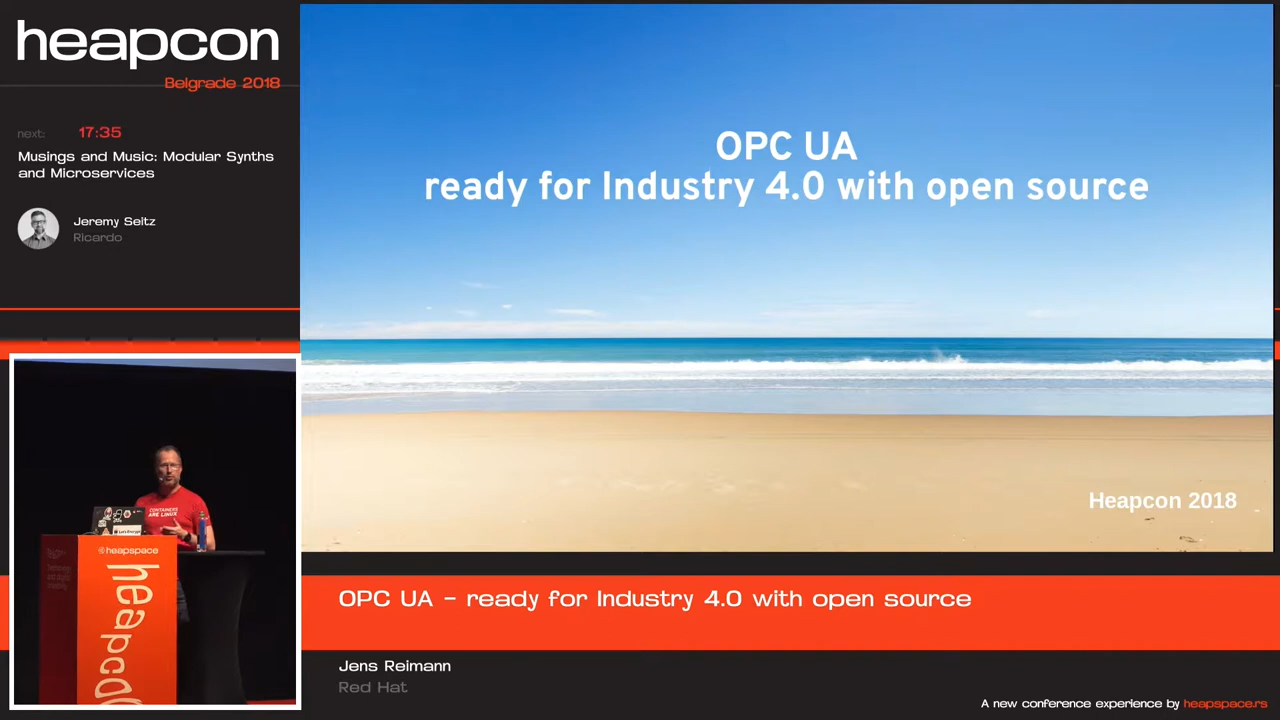 heapcon
Belgrade 2018
next: 17:35
Musings and Music: Modular Synths
and Microservices
Jeremy Seitz
Ricardo
OPC UA
ready for Industry 4.0 with open source
Heapcon 2018
CONTAINERS
ARE LINUX
Let's Encrypt
heapspace
heapcon
OPC UA - ready for Industry 4.0 with open source
Jens Reimann
Red Hat
A new conference experience by heapspace.rs